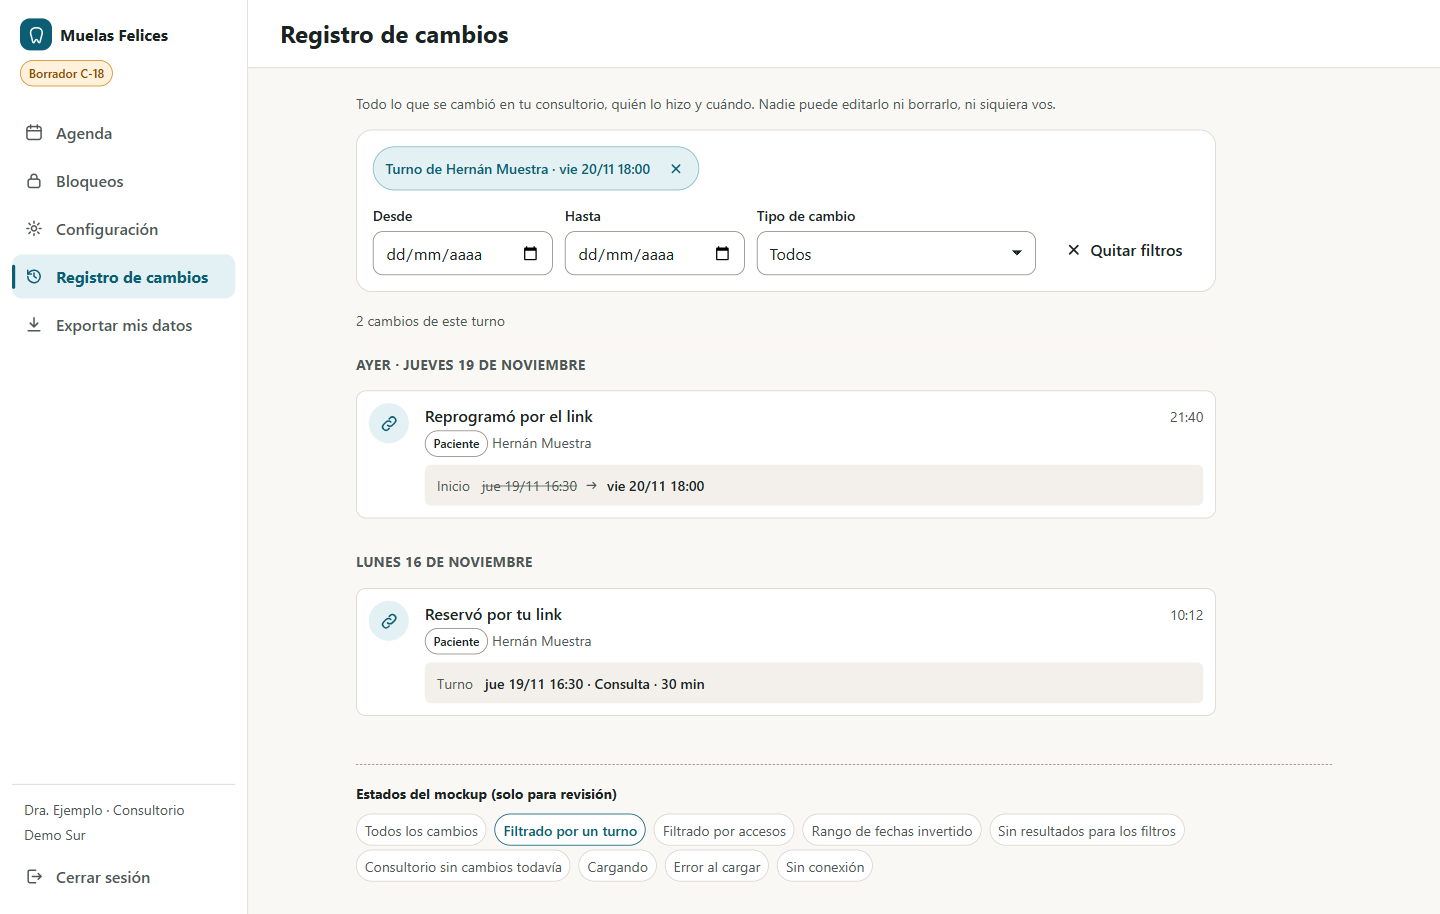 Muelas Felices
Borrador C-18
Agenda
Bloqueos
Configuración
Registro de cambios
Exportar mis datos
Dra. Ejemplo · Consultorio
Demo Sur
Cerrar sesión
Registro de cambios
Todo lo que se cambió en tu consultorio, quién lo hizo y cuándo. Nadie puede editarlo ni borrarlo, ni siquiera vos.
Turno de Hernán Muestra · vie 20/11 18:00 ✕
Desde Hasta Tipo de cambio
dd/mm/aaaa dd/mm/aaaa Todos ✕ Quitar filtros
2 cambios de este turno
AYER · JUEVES 19 DE NOVIEMBRE
Reprogramó por el link 21:40
Paciente Hernán Muestra
Inicio jue 19/11 16:30 → vie 20/11 18:00
LUNES 16 DE NOVIEMBRE
Reservó por tu link 10:12
Paciente Hernán Muestra
Turno jue 19/11 16:30 · Consulta · 30 min
Estados del mockup (solo para revisión)
Todos los cambios Filtrado por un turno Filtrado por accesos Rango de fechas invertido Sin resultados para los filtros
Consultorio sin cambios todavía Cargando Error al cargar Sin conexión